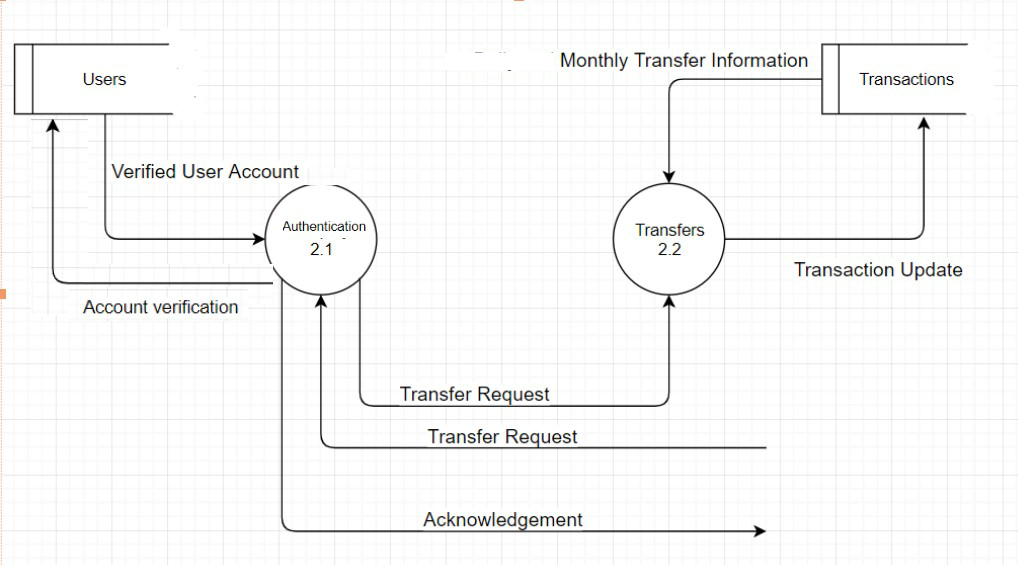 Monthly Transfer Information
Users
Transactions
Verified User Account
Authentication
2.1
Transfers
2.2
Transaction Update
Account verification
Transfer Request
Transfer Request
Acknowledgement